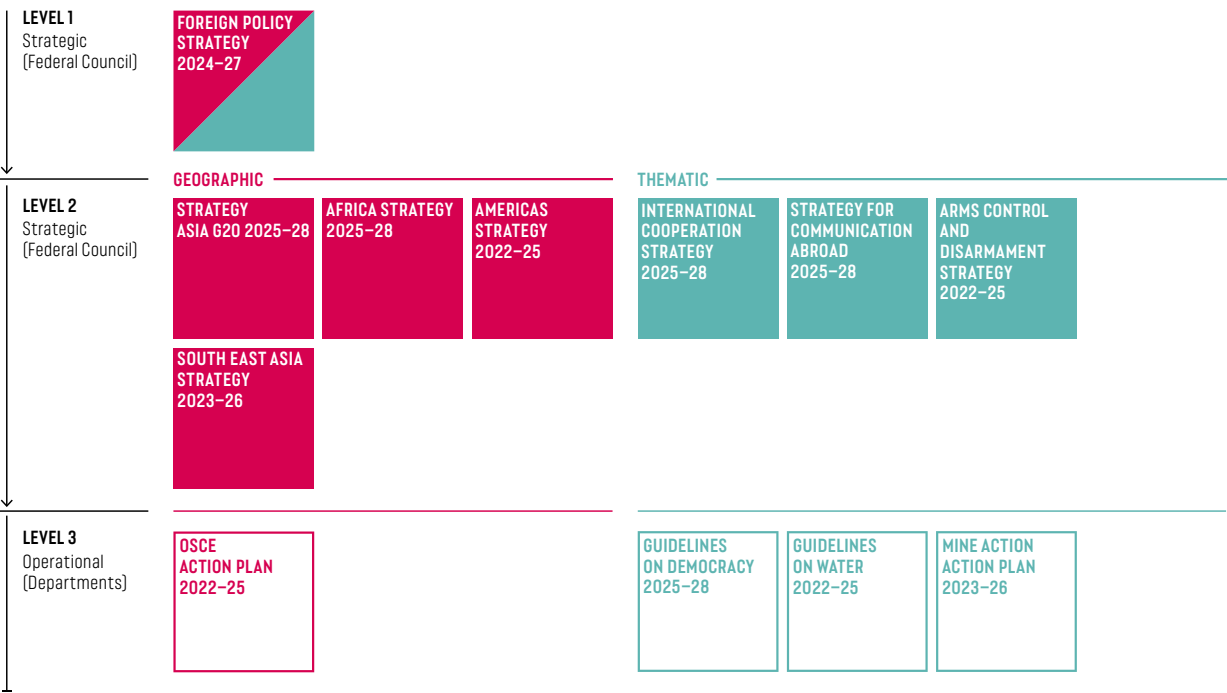 LEVEL 1
Strategic
(Federal Council)
FOREIGN POLICY
STRATEGY
2024–27
GEOGRAPHIC
THEMATIC
LEVEL 2
Strategic
(Federal Council)
STRATEGY
ASIA G20 2025–28
AFRICA STRATEGY
2025–28
AMERICAS
STRATEGY
2022–25
INTERNATIONAL
COOPERATION
STRATEGY
2025–28
STRATEGY FOR
COMMUNICATION
ABROAD
2025–28
ARMS CONTROL
AND
DISARMAMENT
STRATEGY
2022–25
SOUTH EAST ASIA
STRATEGY
2023–26
LEVEL 3
Operational
(Departments)
OSCE
ACTION PLAN
2022–25
GUIDELINES
ON DEMOCRACY
2025–28
GUIDELINES
ON WATER
2022–25
MINE ACTION
ACTION PLAN
2023–26